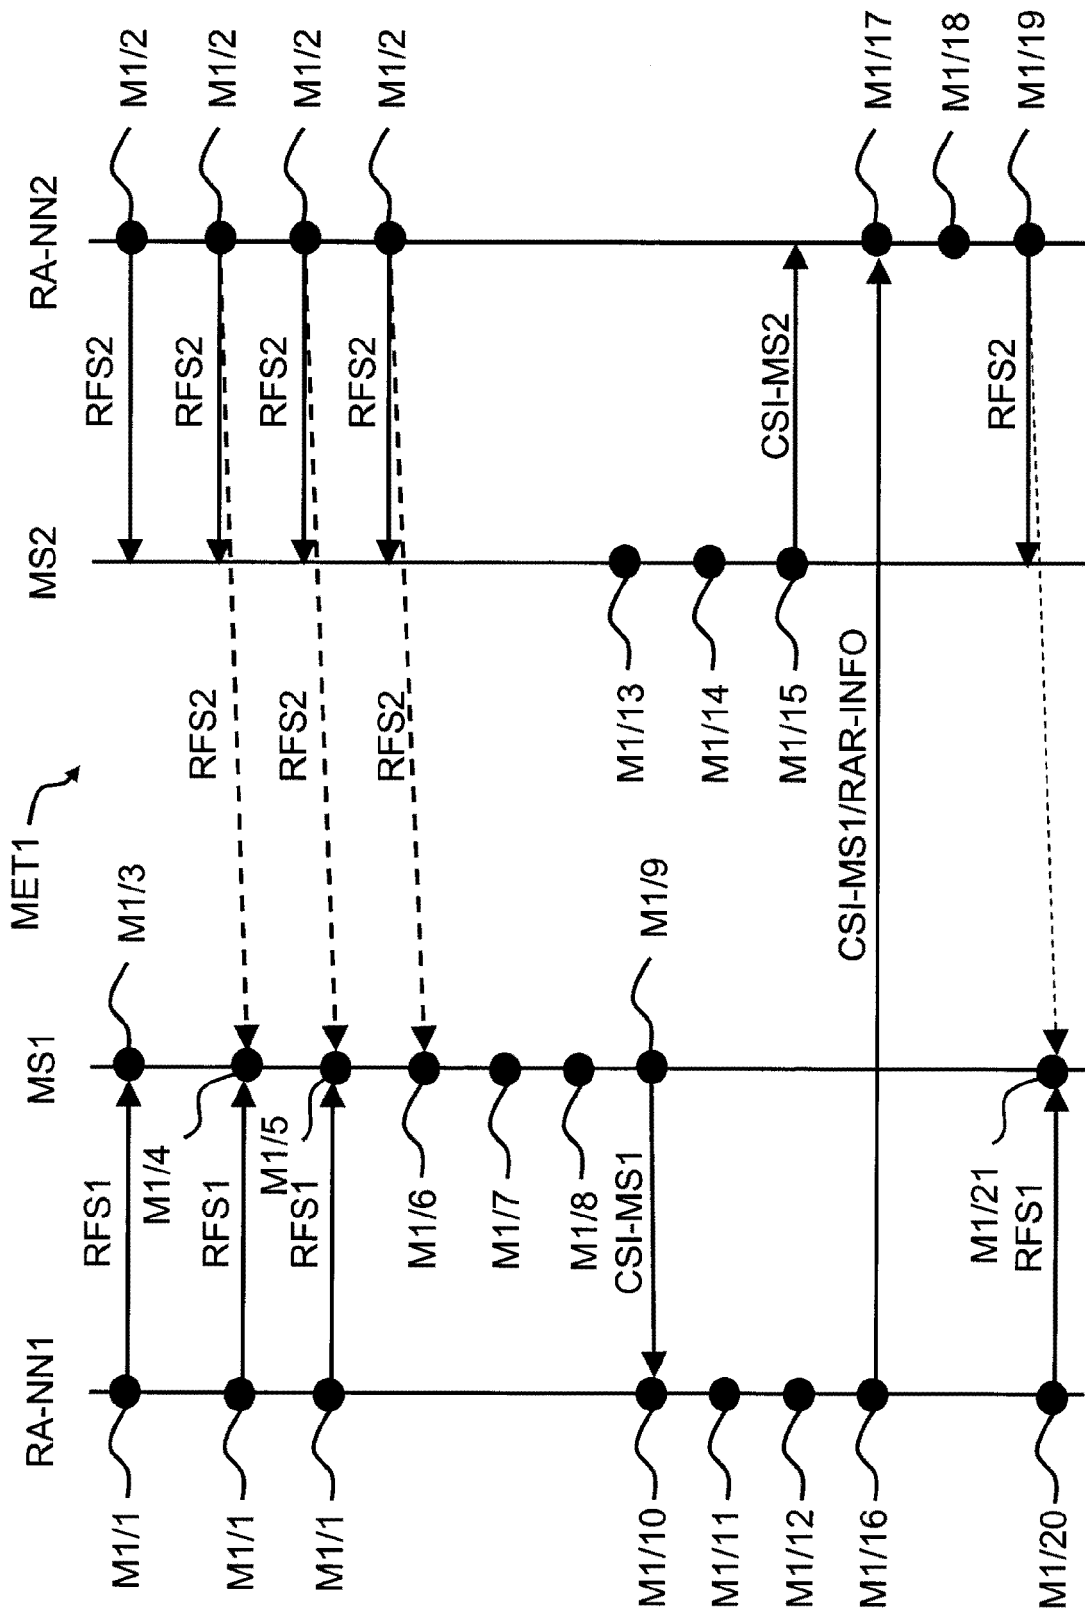 MET1
RA-NN1
MS1
MS2
RA-NN2
M1/1
RFS1
M1/3
RFS2
M1/2
M1/1
M1/4
RFS1
RFS2
RFS2
M1/2
M1/1
M1/5
RFS1
RFS2
RFS2
M1/2
M1/6
RFS2
RFS2
M1/2
M1/7
M1/8
M1/10
CSI-MS1
M1/9
M1/13
M1/11
M1/14
M1/12
M1/15
CSI-MS2
M1/16
CSI-MS1/RAR-INFO
M1/17
M1/18
M1/20
M1/21
RFS1
RFS2
M1/19